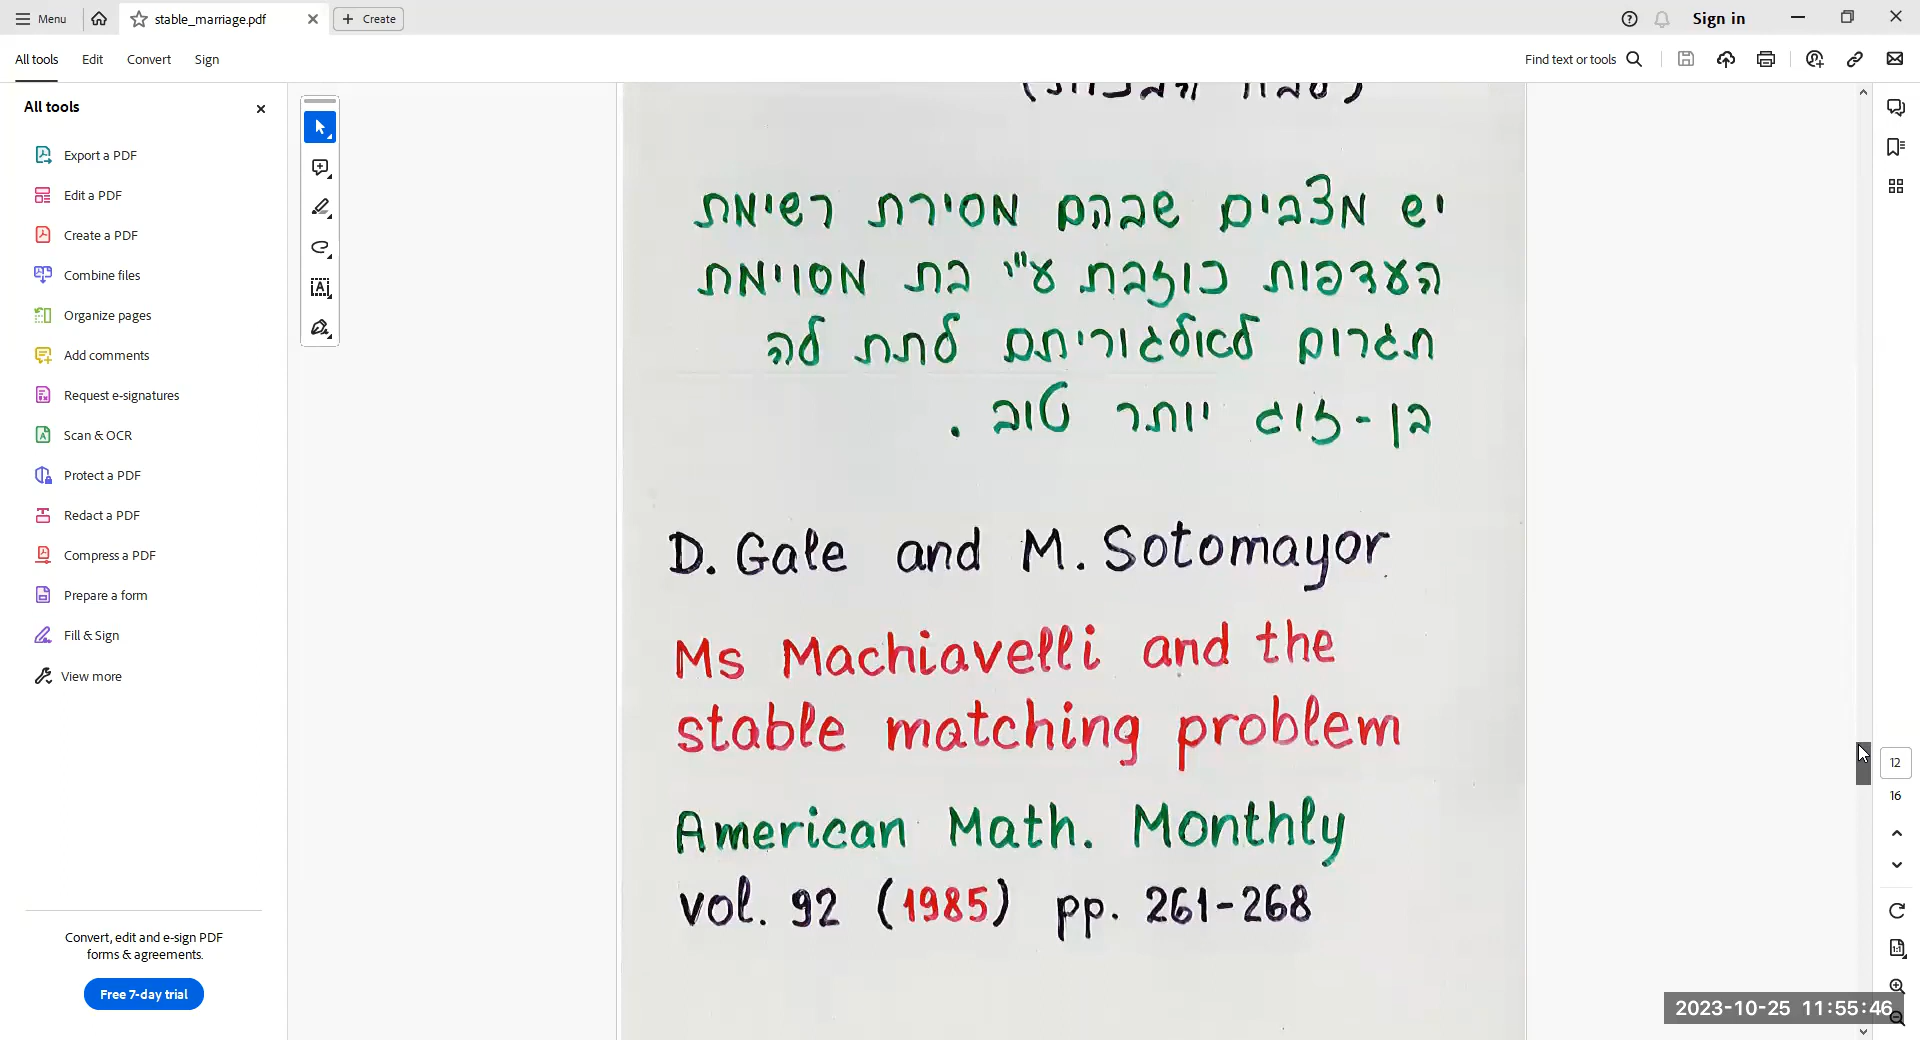 Menu
stable_marriage.pdf
Create
Sign in
All tools
Edit
Convert
Sign
Find text or tools
All tools
Export a PDF
Edit a PDF
Create a PDF
Combine files
Organize pages
Add comments
Request e-signatures
Scan & OCR
Protect a PDF
Redact a PDF
Compress a PDF
Prepare a form
Fill & Sign
View more
Convert, edit and e-sign PDF
forms & agreements.
Free 7-day trial
יש מצבים שבהם מסירת רשימת
העדפות כוזבת ע"י בת מסויימת
תגרום לאלגוריתם לתת לה
בן-זוג יותר טוב .
D. Gale and M. Sotomayor
Ms Machiavelli and the
stable matching problem
American Math. Monthly
vol. 92 (1985) pp. 261-268
12
16
2023-10-25 11:55:46